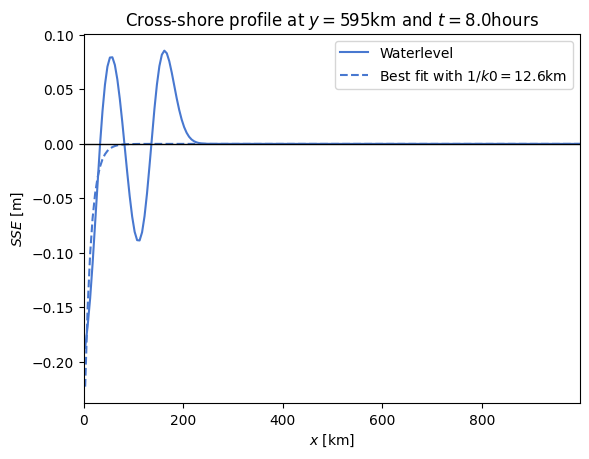 Cross-shore profile at y = 595km and t = 8.0hours
Waterlevel
Best fit with 1/k0 = 12.6km
0.10
0.05
0.00
−0.05
−0.10
−0.15
−0.20
SSE [m]
0 200 400 600 800
x [km]